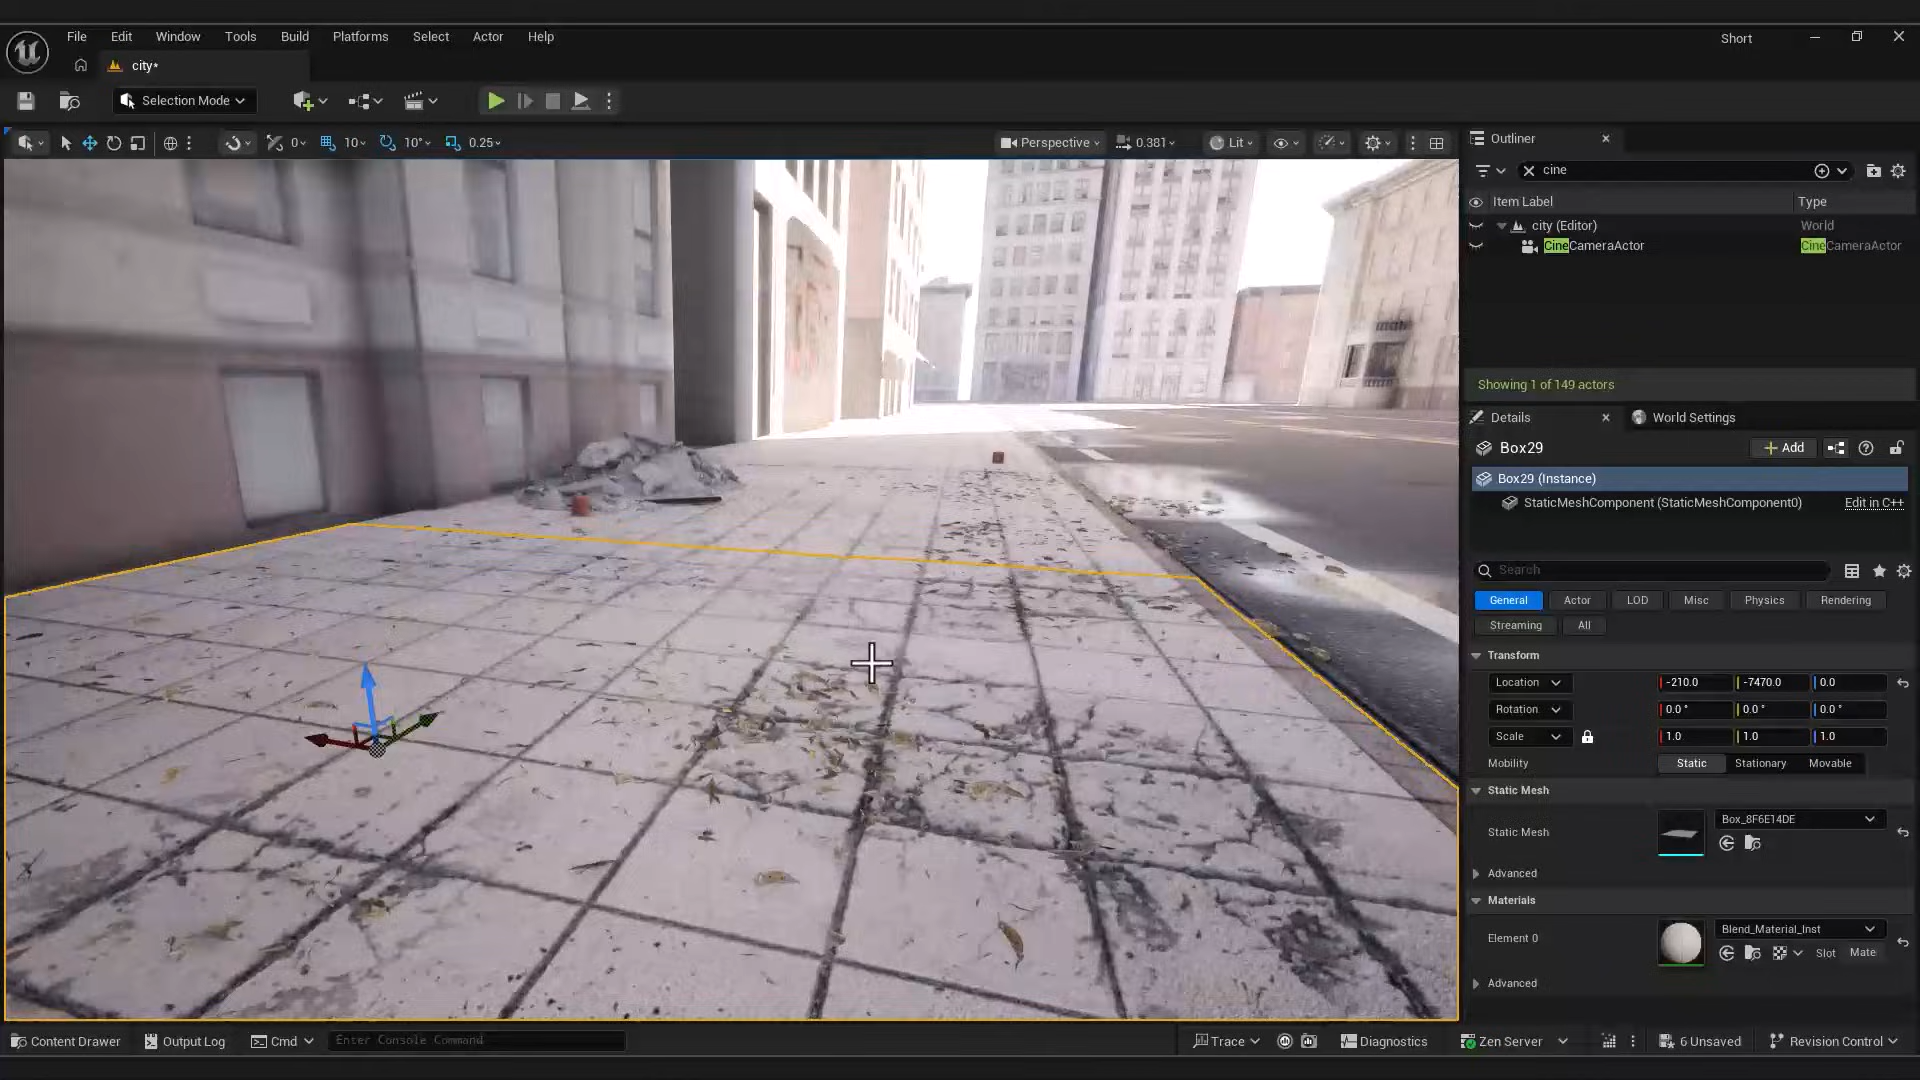 File Edit Window Tools Build Platforms Select Actor Help
Short
city*
Selection Mode
0 10 10° 0.25
Perspective 0.381 Lit
Outliner
cine
Item Label Type
city (Editor) World
CineCameraActor CineCameraActor
Showing 1 of 149 actors
Details World Settings
Box29 Add
Box29 (Instance)
StaticMeshComponent (StaticMeshComponent0) Edit in C++
Search
General Actor LOD Misc Physics Rendering
Streaming All
Transform
Location -210.0 -7470.0 0.0
Rotation 0.0 ° 0.0 ° 0.0 °
Scale 1.0 1.0 1.0
Mobility Static Stationary Movable
Static Mesh
Static Mesh Box_8F6E14DE
Advanced
Materials
Element 0 Blend_Material_Inst
Slot Mate
Advanced
Content Drawer Output Log Cmd Enter Console Command Trace Diagnostics Zen Server 6 Unsaved Revision Control